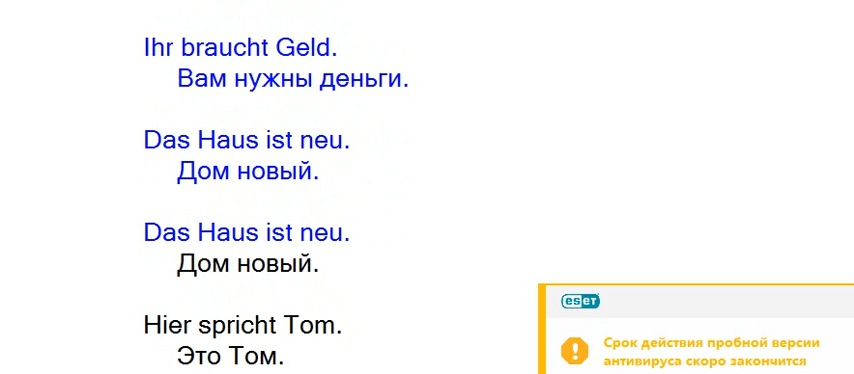 Ihr braucht Geld.
Вам нужны деньги.
Das Haus ist neu.
Дом новый.
Das Haus ist neu.
Дом новый.
Hier spricht Tom.
Это Том.
eset
Срок действия пробной версии
антивируса скоро закончится